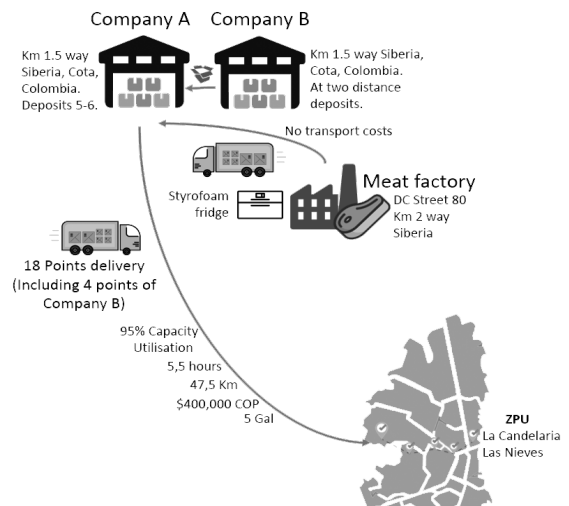 Company A
Company B
Km 1.5 way
Siberia, Cota,
Colombia.
Deposits 5-6.
Km 1.5 way Siberia,
Cota, Colombia.
At two distance
deposits.
No transport costs
Styrofoam
fridge
Meat factory
DC Street 80
Km 2 way
Siberia
18 Points delivery
(Including 4 points of
Company B)
95% Capacity
Utilisation
5,5 hours
47,5 Km
$400,000 COP
5 Gal
ZPU
La Candelaria
Las Nieves